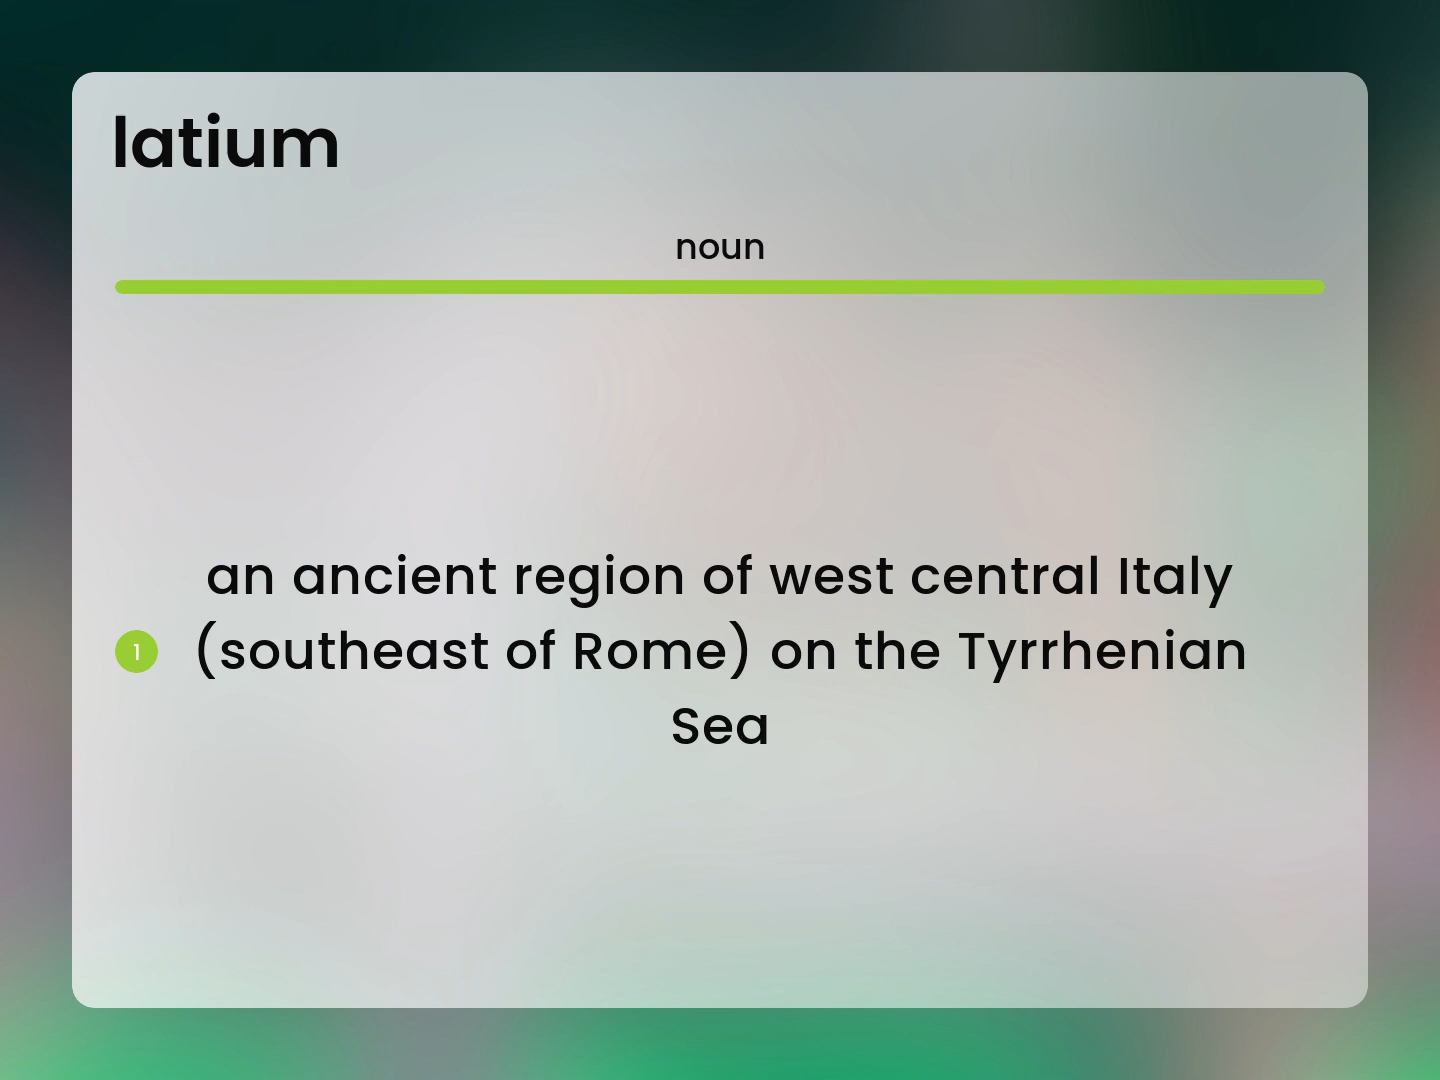 latium
noun
an ancient region of west central Italy
1 (southeast of Rome) on the Tyrrhenian
Sea